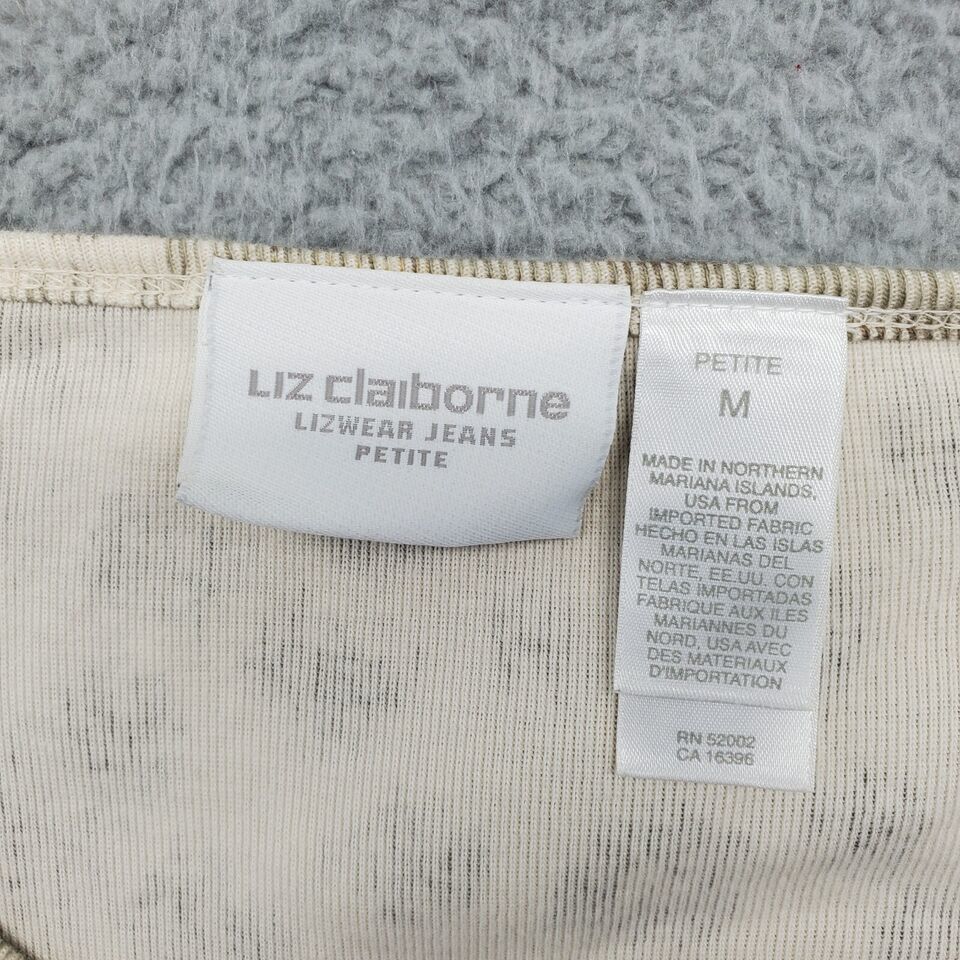 Liz claiborne
LIZWEAR JEANS
PETITE
PETITE
M
MADE IN NORTHERN
MARIANA ISLANDS,
USA FROM
IMPORTED FABRIC
HECHO EN LAS ISLAS
MARIANAS DEL
NORTE, EE.UU. CON
TELAS IMPORTADAS
FABRIQUE AUX ILES
MARIANNES DU
NORD, USA AVEC
DES MATERIAUX
D'IMPORTATION
RN 52002
CA 16396